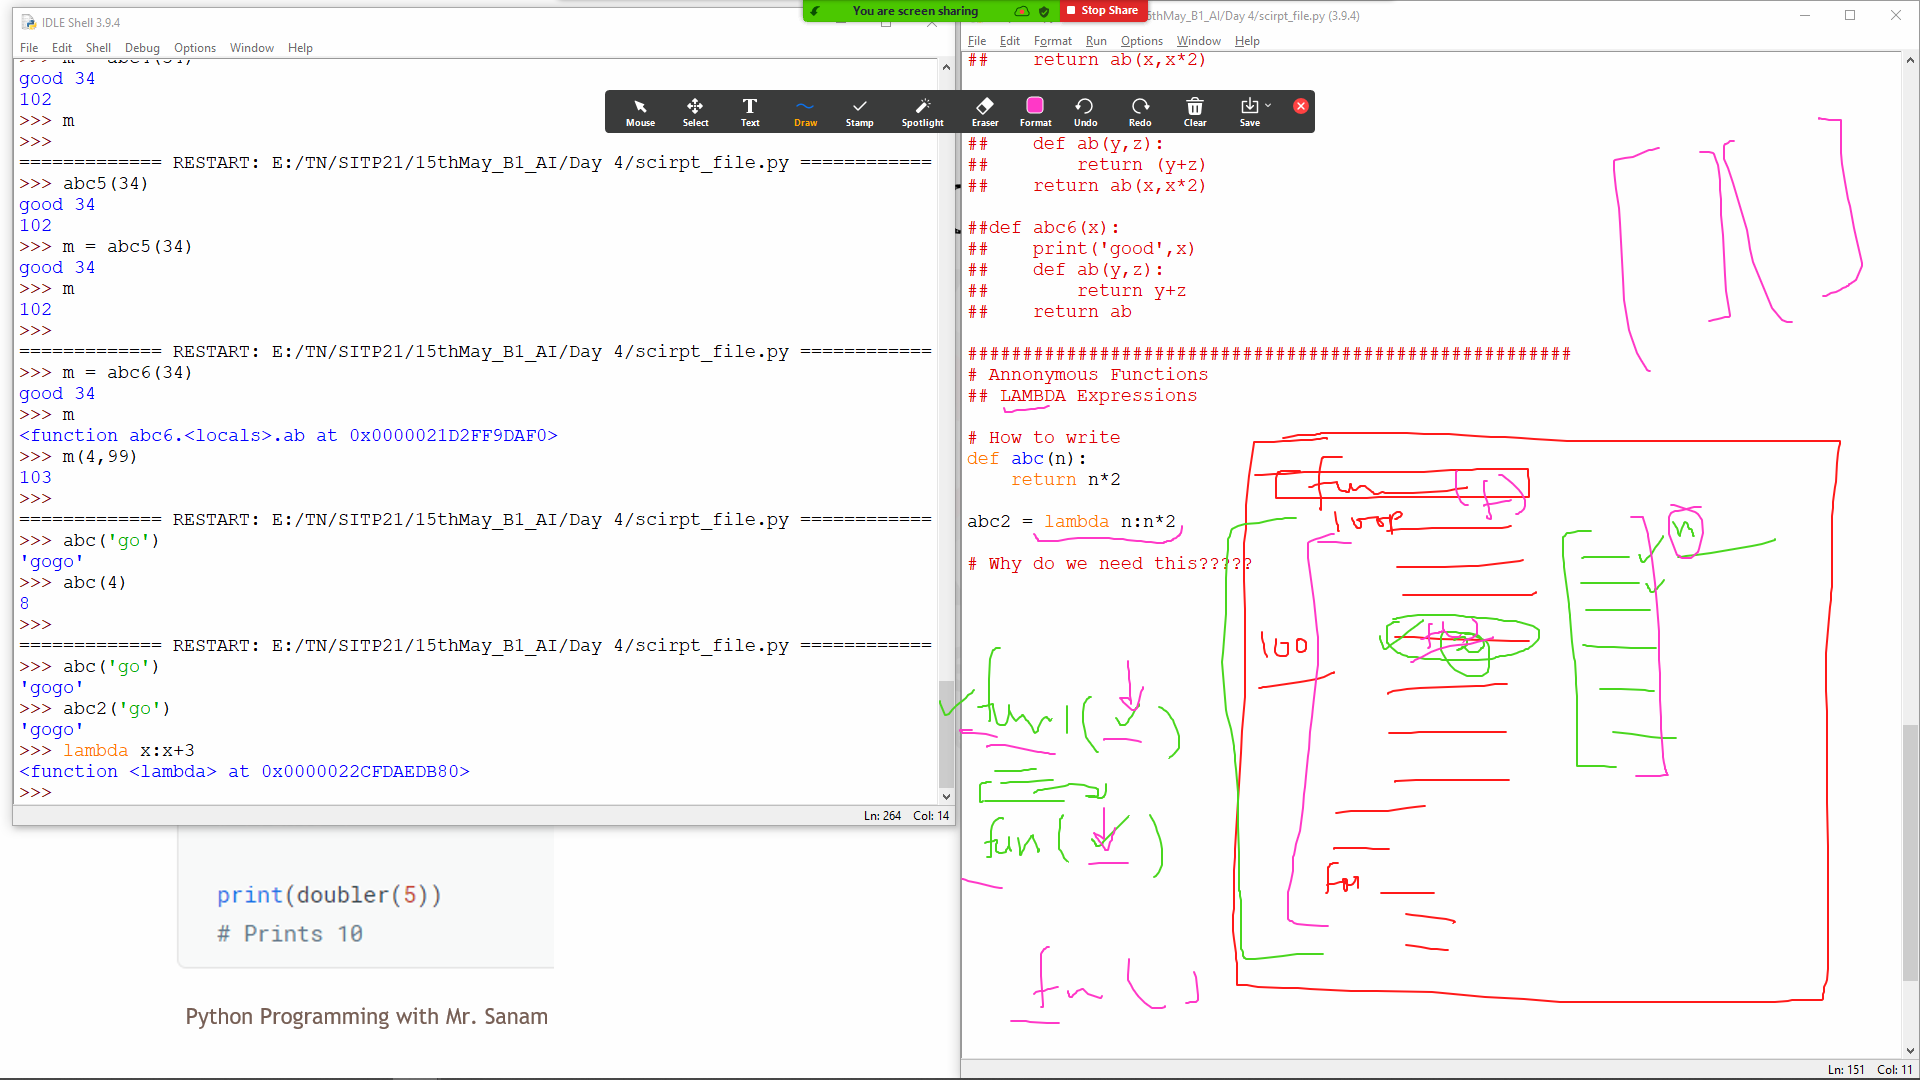 IDLE Shell 3.9.4
File Edit Shell Debug Options Window Help
good 34
102
>>> m
>>>
============= RESTART: E:/TN/SITP21/15thMay_B1_AI/Day 4/scirpt_file.py ============
>>> abc5(34)
good 34
102
>>> m = abc5(34)
good 34
>>> m
102
>>>
============= RESTART: E:/TN/SITP21/15thMay_B1_AI/Day 4/scirpt_file.py ============
>>> m = abc6(34)
good 34
>>> m
<function abc6.<locals>.ab at 0x0000021D2FF9DAF0>
>>> m(4,99)
103
>>>
============= RESTART: E:/TN/SITP21/15thMay_B1_AI/Day 4/scirpt_file.py ============
>>> abc('go')
'gogo'
>>> abc(4)
8
>>>
============= RESTART: E:/TN/SITP21/15thMay_B1_AI/Day 4/scirpt_file.py ============
>>> abc('go')
'gogo'
>>> abc2('go')
'gogo'
>>> lambda x:x+3
<function <lambda> at 0x0000022CFDAEDB80>
>>>
Ln: 264 Col: 14
print(doubler(5))
# Prints 10
Python Programming with Mr. Sanam
You are screen sharing Stop Share
Mouse Select Text Draw Stamp Spotlight Eraser Format Undo Redo Clear Save
5thMay_B1_AI/Day 4/scirpt_file.py (3.9.4)
File Edit Format Run Options Window Help
## return ab(x,x*2)
## def ab(y,z):
## return (y+z)
## return ab(x,x*2)
##def abc6(x):
## print('good',x)
## def ab(y,z):
## return y+z
## return ab
#######################################################
# Annonymous Functions
## LAMBDA Expressions
# How to write
def abc(n):
return n*2
abc2 = lambda n:n*2
# Why do we need this?????
fun (f)
loop
n
100
fun1( )
fun( )
For
fn ( )
Ln: 151 Col: 11